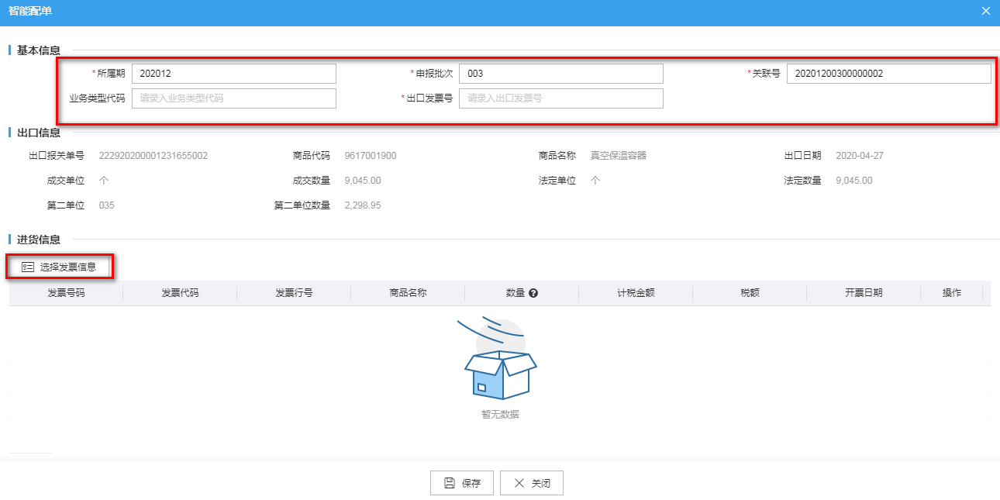 智能配单
基本信息
*所属期 202012 *申报批次 003 *关联号 20201200300000002
业务类型代码 请录入业务类型代码 *出口发票号 请录入出口发票号
出口信息
出口报关单号 222920200001231655002 商品代码 9617001900 商品名称 真空保温容器 出口日期 2020-04-27
成交单位 个 成交数量 9,045.00 法定单位 个 法定数量 9,045.00
第二单位 035 第二单位数量 2,298.95
进货信息
选择发票信息
发票号码 发票代码 发票行号 商品名称 数量 ? 计税金额 税额 开票日期 操作
暂无数据
保存 关闭